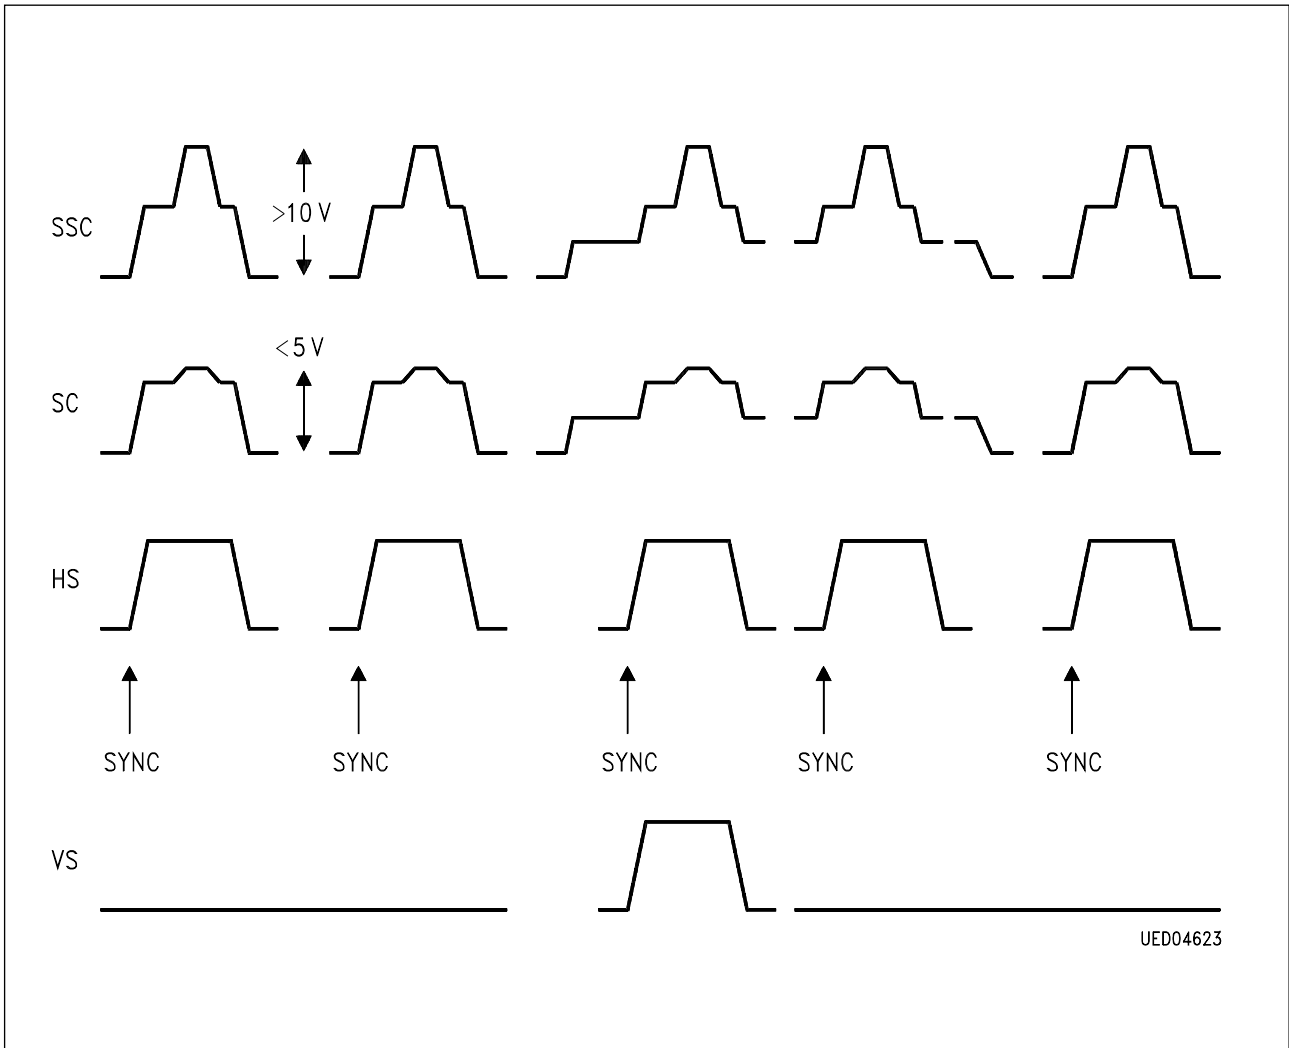 SSC
>10 V
<5 V
SC
HS
SYNC SYNC SYNC SYNC SYNC
VS
UED04623